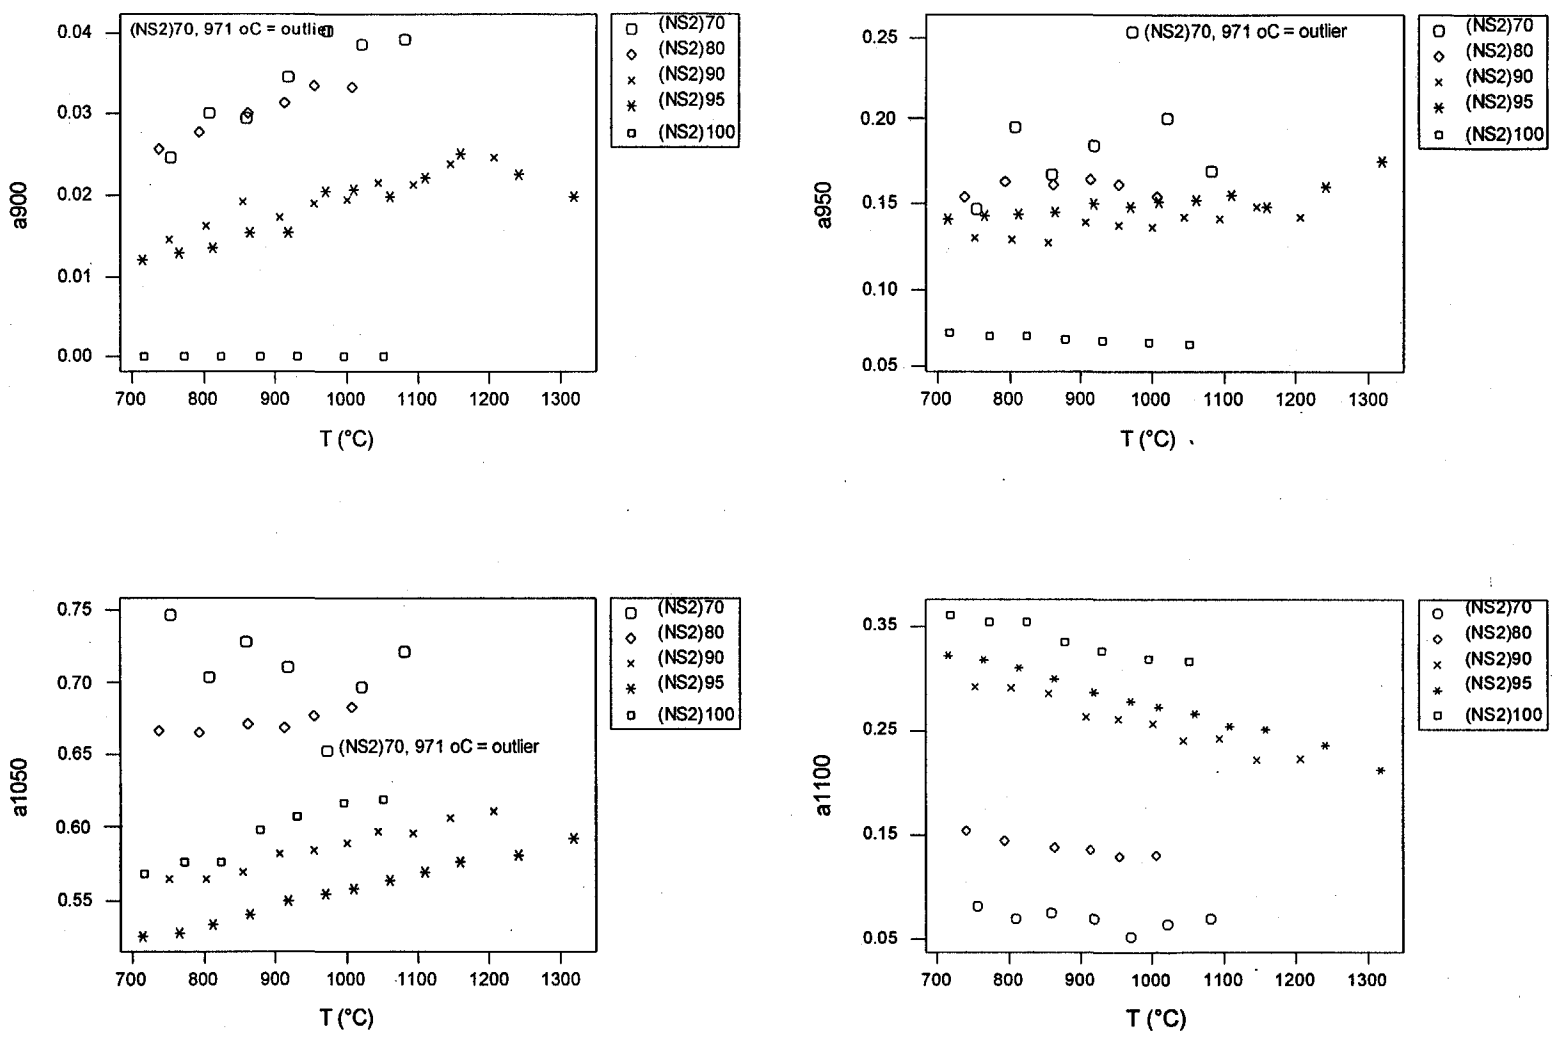 (NS2)70, 971 oC = outlier
a900
0.04
0.03
0.02
0.01
0.00
700 800 900 1000 1100 1200 1300
T (°C)
(NS2)70
(NS2)80
(NS2)90
(NS2)95
(NS2)100
(NS2)70, 971 oC = outlier
a950
0.25
0.20
0.15
0.10
0.05
700 800 900 1000 1100 1200 1300
T (°C)
(NS2)70
(NS2)80
(NS2)90
(NS2)95
(NS2)100
a1050
0.75
0.70
0.65
0.60
0.55
(NS2)70, 971 oC = outlier
700 800 900 1000 1100 1200 1300
T (°C)
(NS2)70
(NS2)80
(NS2)90
(NS2)95
(NS2)100
a1100
0.35
0.25
0.15
0.05
700 800 900 1000 1100 1200 1300
T (°C)
(NS2)70
(NS2)80
(NS2)90
(NS2)95
(NS2)100